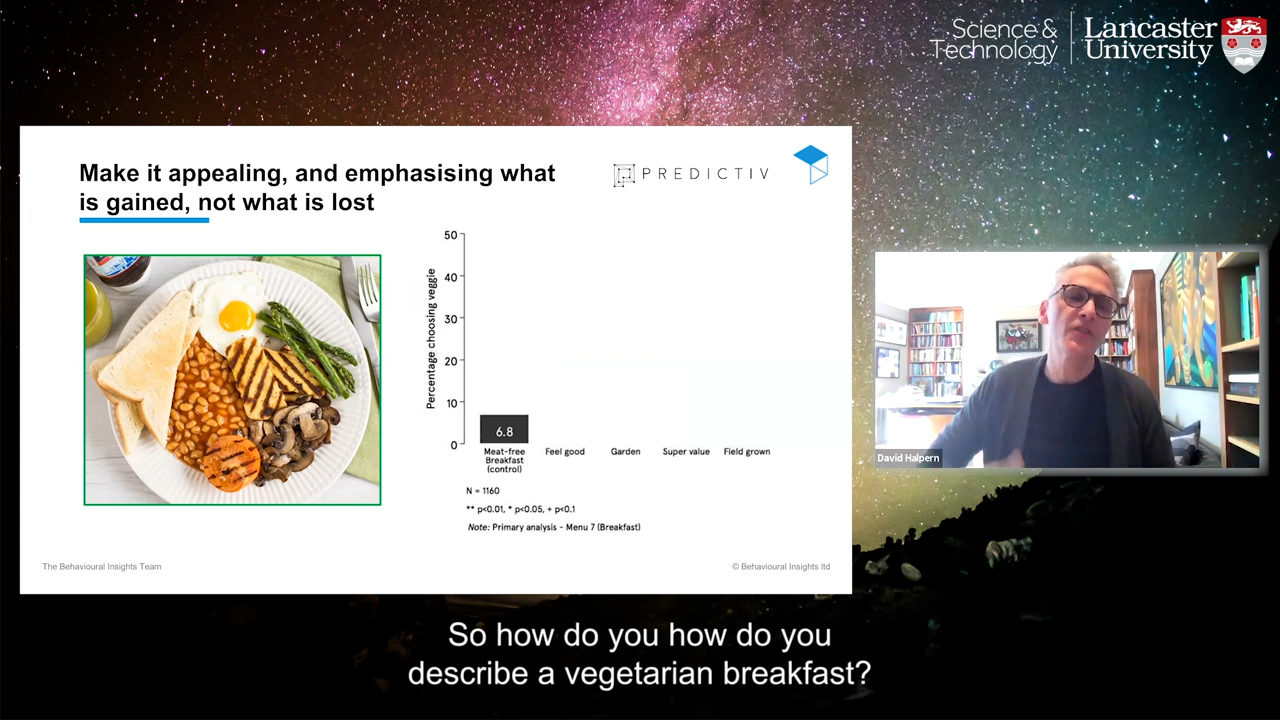 Science &
Technology
Lancaster
University
Make it appealing, and emphasising what
is gained, not what is lost
PREDICTIV
Percentage choosing veggie
50
40
30
20
10
0
6.8
Meat-free
Breakfast
(control)
Feel good
Garden
Super value
Field grown
N = 1160
** p<0.01, * p<0.05, + p<0.1
Note: Primary analysis - Menu 7 (Breakfast)
The Behavioural Insights Team
© Behavioural Insights ltd
David Halpern
So how do you how do you
describe a vegetarian breakfast?